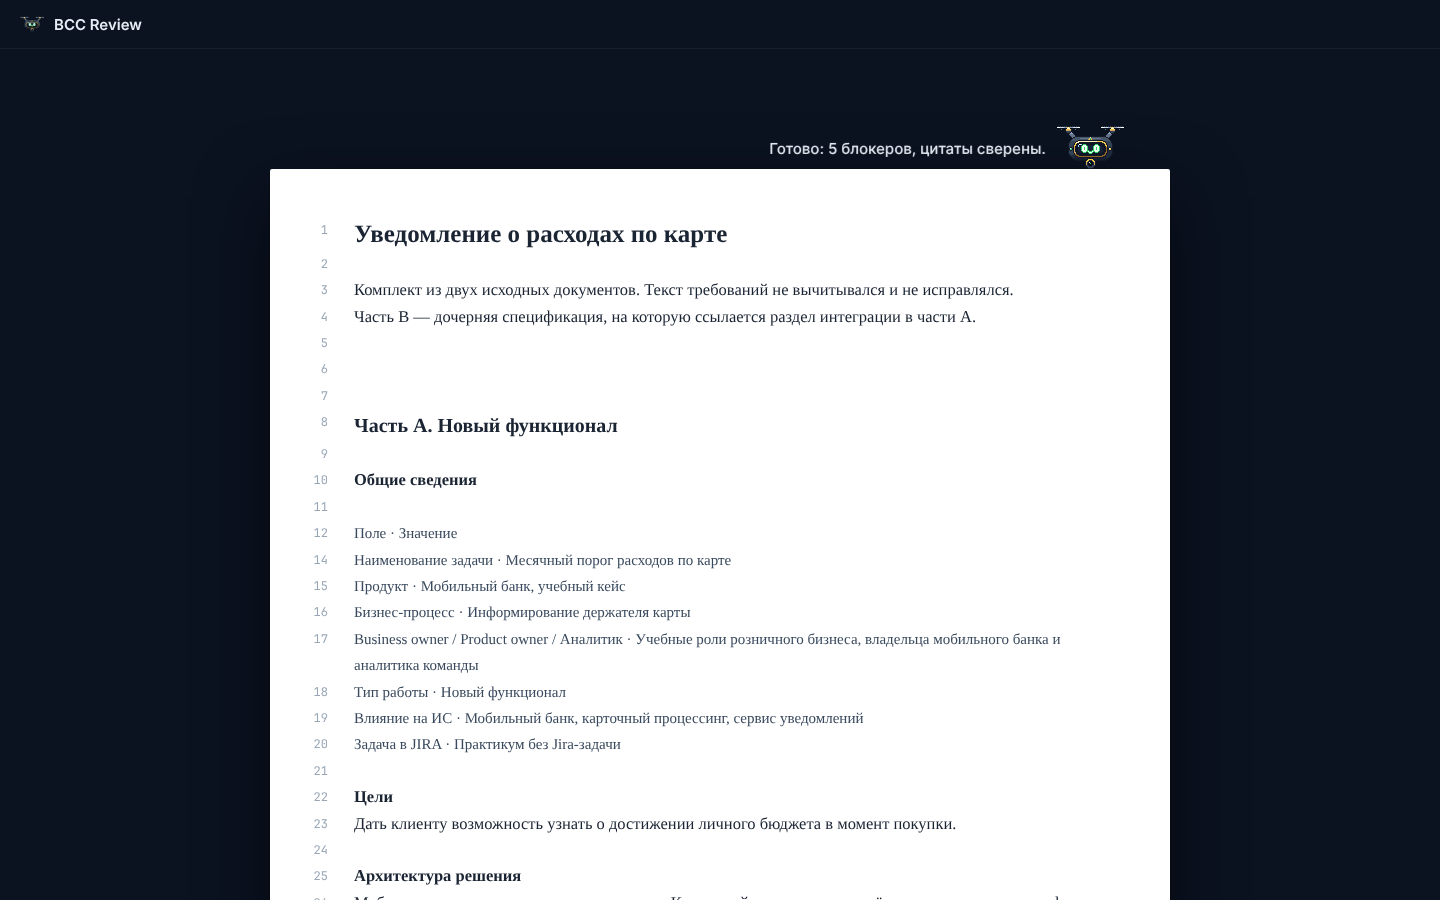 BCC Review
Готово: 5 блокеров, цитаты сверены.
1 Уведомление о расходах по карте
2
3 Комплект из двух исходных документов. Текст требований не вычитывался и не исправлялся.
4 Часть B — дочерняя спецификация, на которую ссылается раздел интеграции в части A.
5
6
7
8 Часть A. Новый функционал
9
10 Общие сведения
11
12 Поле · Значение
14 Наименование задачи · Месячный порог расходов по карте
15 Продукт · Мобильный банк, учебный кейс
16 Бизнес-процесс · Информирование держателя карты
17 Business owner / Product owner / Аналитик · Учебные роли розничного бизнеса, владельца мобильного банка и
аналитика команды
18 Тип работы · Новый функционал
19 Влияние на ИС · Мобильный банк, карточный процессинг, сервис уведомлений
20 Задача в JIRA · Практикум без Jira-задачи
21
22 Цели
23 Дать клиенту возможность узнать о достижении личного бюджета в момент покупки.
24
25 Архитектура решения